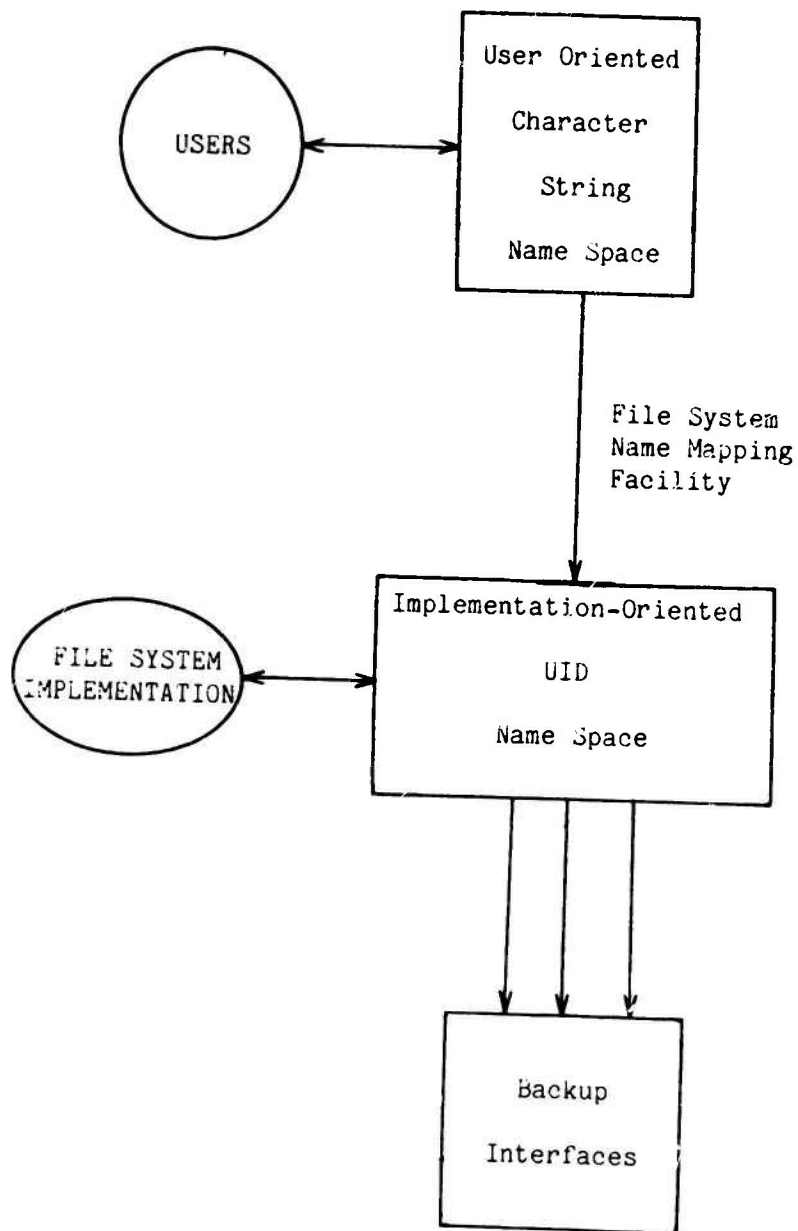 User Oriented
Character
String
Name Space
USERS
File System
Name Mapping
Facility
Implementation-Oriented
UID
Name Space
FILE SYSTEM
IMPLEMENTATION
Backup
Interfaces